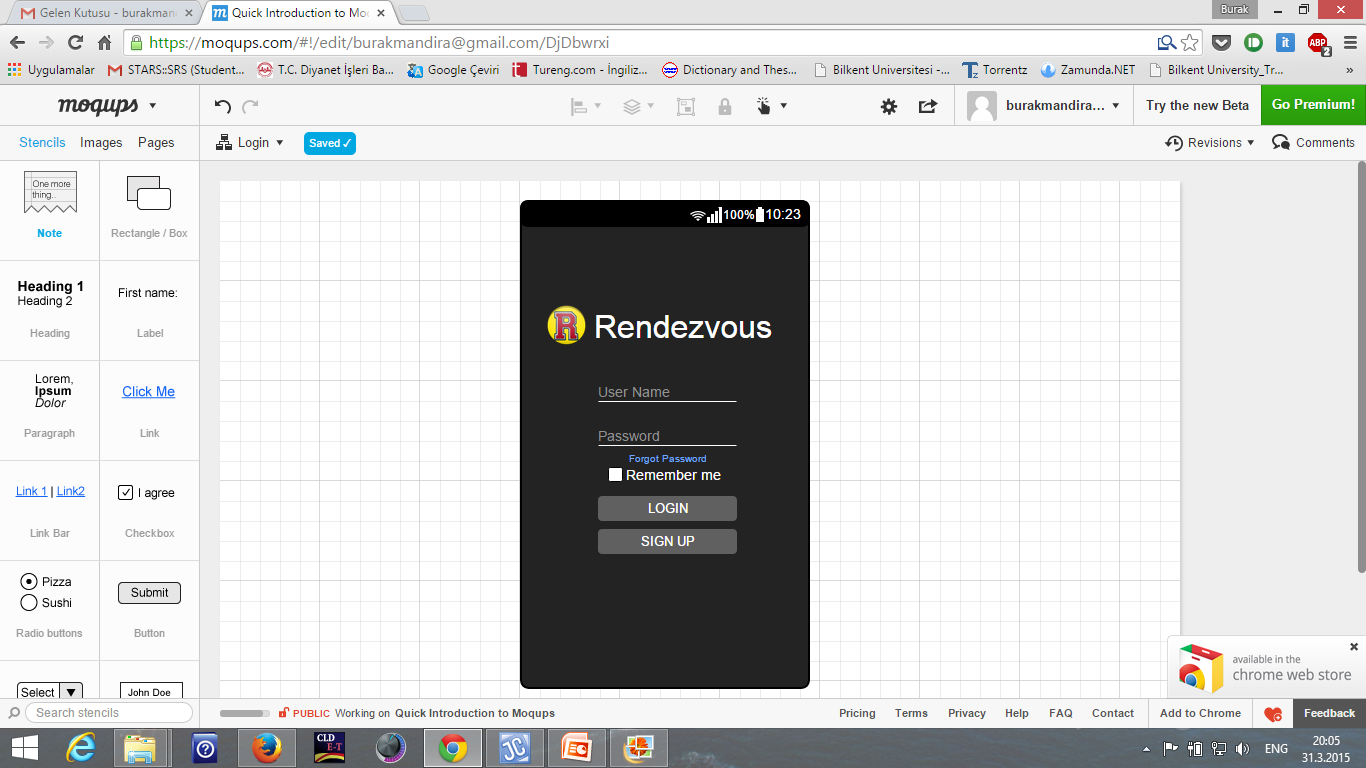 Gelen Kutusu - burakman
Quick Introduction to Moq
Burak
https://moqups.com/#!/edit/burakmandira@gmail.com/DjDbwrxi
ABP
2
Uygulamalar
STARS::SRS (Student...
T.C. Diyanet İşleri Ba...
Google Çeviri
Tureng.com - İngiliz...
Dictionary and Thes...
Bilkent Universitesi -...
Torrentz
Zamunda.NET
Bilkent University_Tr...
»
moqups
burakmandira...
Try the new Beta
Go Premium!
Stencils
Images
Pages
Login
Saved ✓
Revisions
Comments
One more
thing..
Note
Rectangle / Box
Heading 1
Heading 2
Heading
First name:
Label
Lorem,
Ipsum
Dolor
Paragraph
Click Me
Link
Link 1 | Link2
Link Bar
I agree
Checkbox
Pizza
Sushi
Radio buttons
Submit
Button
Select
John Doe
Search stencils
100% 10:23
R Rendezvous
User Name
Password
Forgot Password
Remember me
LOGIN
SIGN UP
available in the
chrome web store
PUBLIC Working on Quick Introduction to Moqups
Pricing
Terms
Privacy
Help
FAQ
Contact
Add to Chrome
Feedback
CLD
E-T
JC
ENG
20:05
31.3.2015